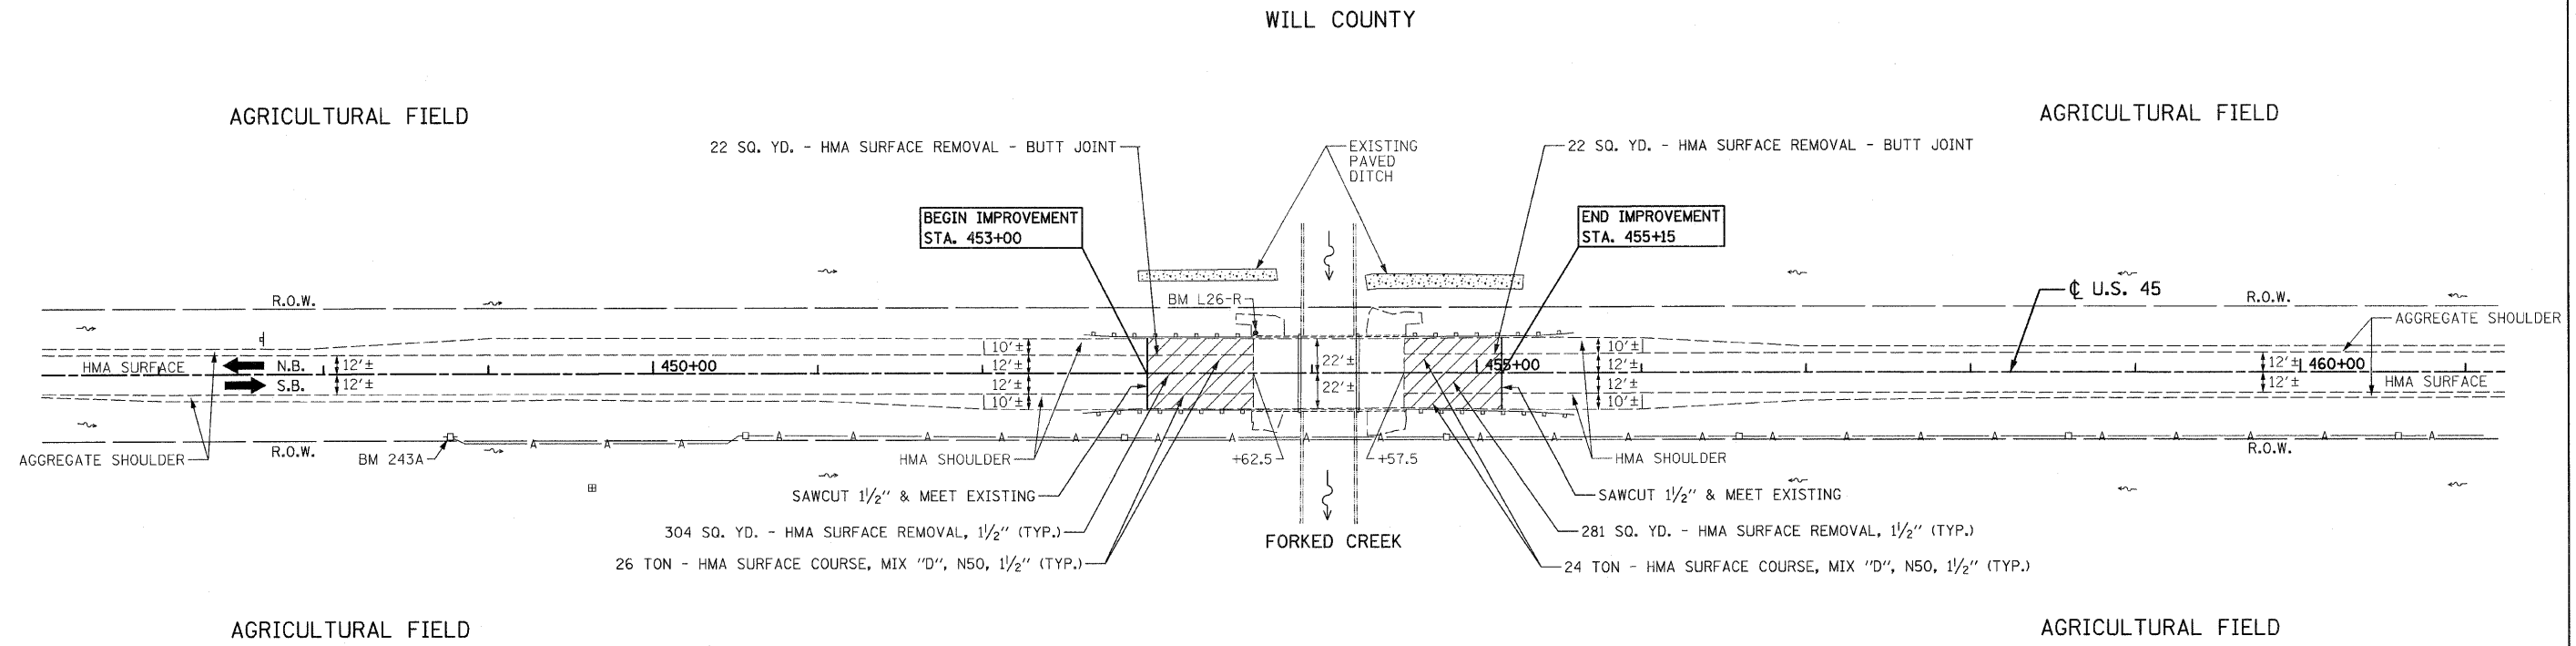 WILL COUNTY
AGRICULTURAL FIELD
AGRICULTURAL FIELD
22 SQ. YD. - HMA SURFACE REMOVAL - BUTT JOINT
EXISTING
PAVED
DITCH
22 SQ. YD. - HMA SURFACE REMOVAL - BUTT JOINT
BEGIN IMPROVEMENT
STA. 453+00
END IMPROVEMENT
STA. 455+15
BM L26-R
R.O.W.
℄ U.S. 45
R.O.W.
AGGREGATE SHOULDER
10'±
10'±
HMA SURFACE
N.B.
12'±
450+00
12'±
22'±
455+00
12'±
12'±
460+00
S.B.
12'±
12'±
22'±
12'±
12'±
HMA SURFACE
10'±
10'±
A A A A A A A A A A A A A A A A A A A A A A A A A A
R.O.W.
R.O.W.
AGGREGATE SHOULDER
BM 243A
HMA SHOULDER
+62.5
+57.5
HMA SHOULDER
SAWCUT 1½" & MEET EXISTING
SAWCUT 1½" & MEET EXISTING
304 SQ. YD. - HMA SURFACE REMOVAL, 1½" (TYP.)
281 SQ. YD. - HMA SURFACE REMOVAL, 1½" (TYP.)
FORKED CREEK
26 TON - HMA SURFACE COURSE, MIX "D", N50, 1½" (TYP.)
24 TON - HMA SURFACE COURSE, MIX "D", N50, 1½" (TYP.)
AGRICULTURAL FIELD
AGRICULTURAL FIELD